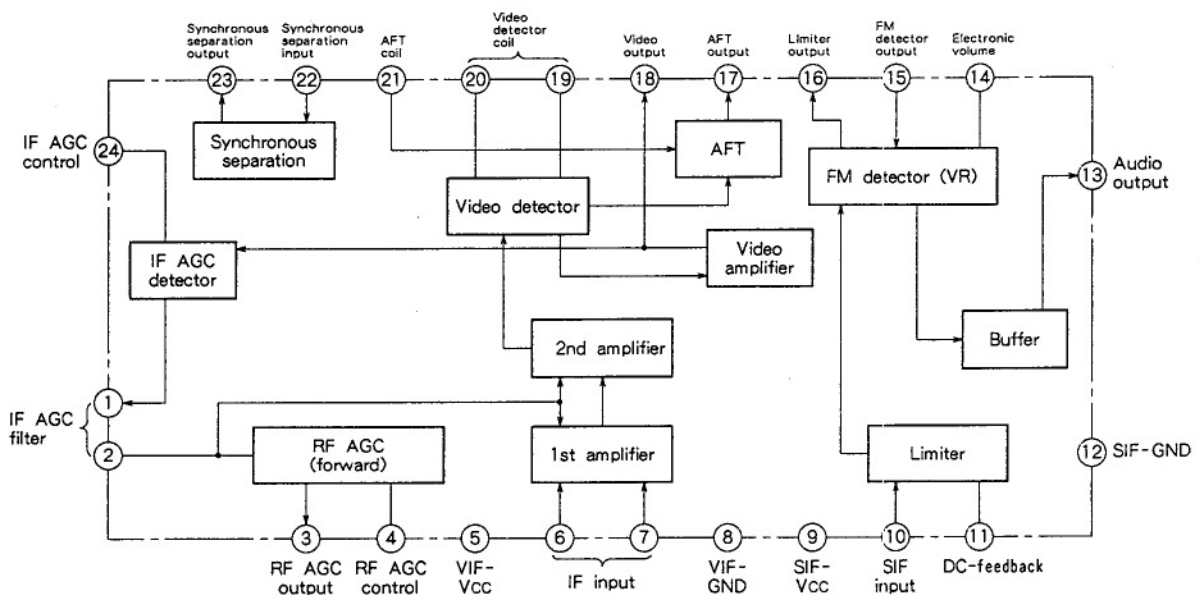 Synchronous
separation
output
Synchronous
separation
input
AFT
coil
Video
detector
coil
Video output
AFT
output
Limiter
output
FM
detector
output
Electronic
volume
23
22
21
20
19
18
17
16
15
14
IF AGC
control
24
Synchronous
separation
AFT
FM detector (VR)
13
Audio
output
Video detector
IF AGC
detector
Video
amplifier
2nd amplifier
Buffer
1
IF AGC
filter
2
RF AGC
(forward)
1st amplifier
Limiter
12
SIF-GND
3
4
5
6
7
8
9
10
11
RF AGC
output
RF AGC
control
VIF-
VCC
IF input
VIF-
GND
SIF-
VCC
SIF
input
DC-feedback